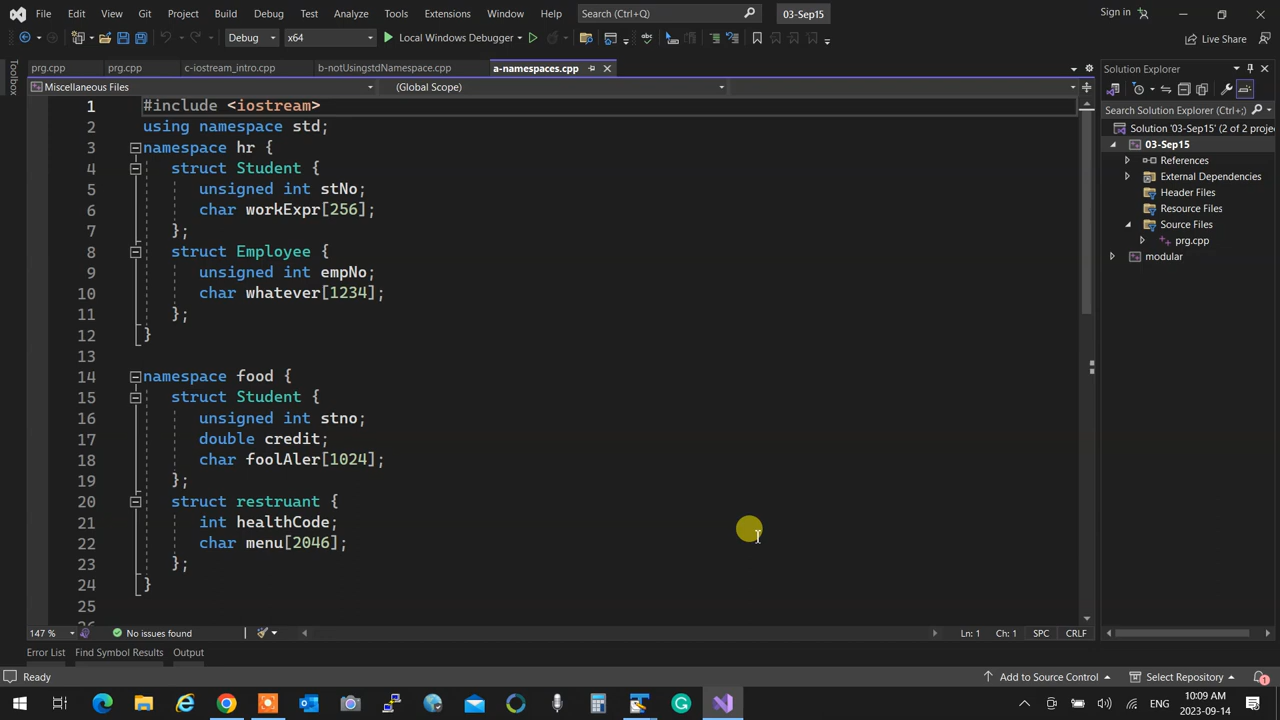 File Edit View Git Project Build Debug Test Analyze Tools Extensions Window Help Search (Ctrl+Q) 03-Sep15 Sign in
Debug x64 Local Windows Debugger Live Share
Toolbox
prg.cpp prg.cpp c-iostream_intro.cpp b-notUsingstdNamespace.cpp a-namespaces.cpp
Miscellaneous Files (Global Scope)
1 #include <iostream>
2 using namespace std;
3 namespace hr {
4 struct Student {
5 unsigned int stNo;
6 char workExpr[256];
7 };
8 struct Employee {
9 unsigned int empNo;
10 char whatever[1234];
11 };
12 }
13
14 namespace food {
15 struct Student {
16 unsigned int stno;
17 double credit;
18 char foolAler[1024];
19 };
20 struct restruant {
21 int healthCode;
22 char menu[2046];
23 };
24 }
25
26
147 % No issues found Ln: 1 Ch: 1 SPC CRLF
Solution Explorer
Search Solution Explorer (Ctrl+;)
Solution '03-Sep15' (2 of 2 proje
03-Sep15
References
External Dependencies
Header Files
Resource Files
Source Files
prg.cpp
modular
Error List Find Symbol Results Output
Ready Add to Source Control Select Repository 1
ENG 10:09 AM
2023-09-14